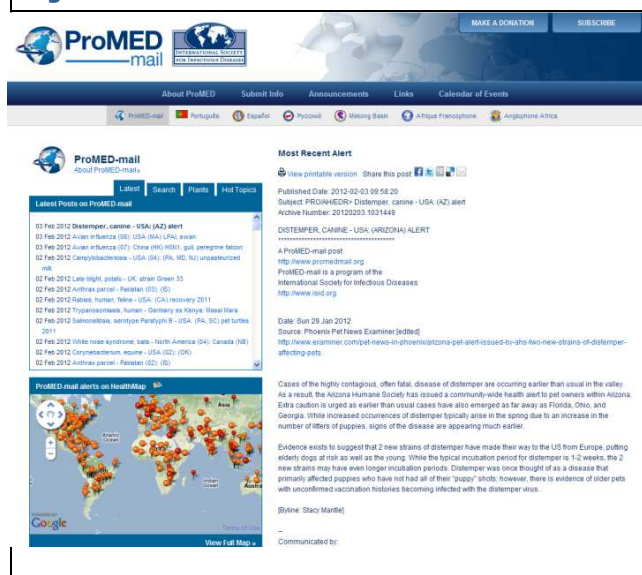 MAKE A DONATION
SUBSCRIBE
ProMED
mail
INTERNATIONAL SOCIETY
FOR INFECTIOUS DISEASES
About ProMED
Submit Info
Announcements
Links
Calendar of Events
ProMED-mail
Português
Español
Русский
Mekong Basin
Afrique Francophone
Anglophone Africa
ProMED-mail
About ProMED-mail»
Latest
Search
Plants
Hot Topics
Latest Posts on ProMED-mail
03 Feb 2012 Distemper, canine - USA: (AZ) alert
03 Feb 2012 Avian influenza (08): USA (MA) LPAI, swan
03 Feb 2012 Avian influenza (07): China (HK) H5N1, gull, peregrine falcon
02 Feb 2012 Campylobacteriosis - USA (04): (PA, MD, NJ) unpasteurized
milk
02 Feb 2012 Late blight, potato - UK: strain Green 33
02 Feb 2012 Anthrax parcel - Pakistan (03): (IS)
02 Feb 2012 Rabies, human, feline - USA: (CA) recovery 2011
02 Feb 2012 Trypanosomiasis, human - Germany ex Kenya: Masai Mara
02 Feb 2012 Salmonellosis, serotype Paratyphi B - USA: (PA, SC) pet turtles
2011
02 Feb 2012 White nose syndrome, bats - North America (04): Canada (NB)
02 Feb 2012 Corynebacterium, equine - USA (02): (OK)
02 Feb 2012 Anthrax parcel - Pakistan (02): (IS)
ProMED-mail alerts on HealthMap
Asia
Atlantic
Ocean
Indian
Ocean
Austra
POWERED BY
Google
Terms of Use
View Full Map »
Most Recent Alert
View printable version Share this post:
Published Date: 2012-02-03 09:58:20
Subject: PRO/AH/EDR> Distemper, canine - USA: (AZ) alert
Archive Number: 20120203.1031449
DISTEMPER, CANINE - USA: (ARIZONA) ALERT
****************************************
A ProMED-mail post
http://www.promedmail.org
ProMED-mail is a program of the
International Society for Infectious Diseases
http://www.isid.org
Date: Sun 29 Jan 2012
Source: Phoenix Pet News Examiner [edited]
http://www.examiner.com/pet-news-in-phoenix/arizona-pet-alert-issued-by-ahs-two-new-strains-of-distemper-
affecting-pets
Cases of the highly contagious, often fatal, disease of distemper are occurring earlier than usual in the valley.
As a result, the Arizona Humane Society has issued a community-wide health alert to pet owners within Arizona.
Extra caution is urged as earlier than usual cases have also emerged as far away as Florida, Ohio, and
Georgia. While increased occurrences of distemper typically arise in the spring due to an increase in the
number of litters of puppies, signs of the disease are appearing much earlier.
Evidence exists to suggest that 2 new strains of distemper have made their way to the US from Europe, putting
elderly dogs at risk as well as the young. While the typical incubation period for distemper is 1-2 weeks, the 2
new strains may have even longer incubation periods. Distemper was once thought of as a disease that
primarily affected puppies who have not had all of their "puppy" shots; however, there is evidence of older pets
with unconfirmed vaccination histories becoming infected with the distemper virus.
[Byline: Stacy Mantle]
--
Communicated by: